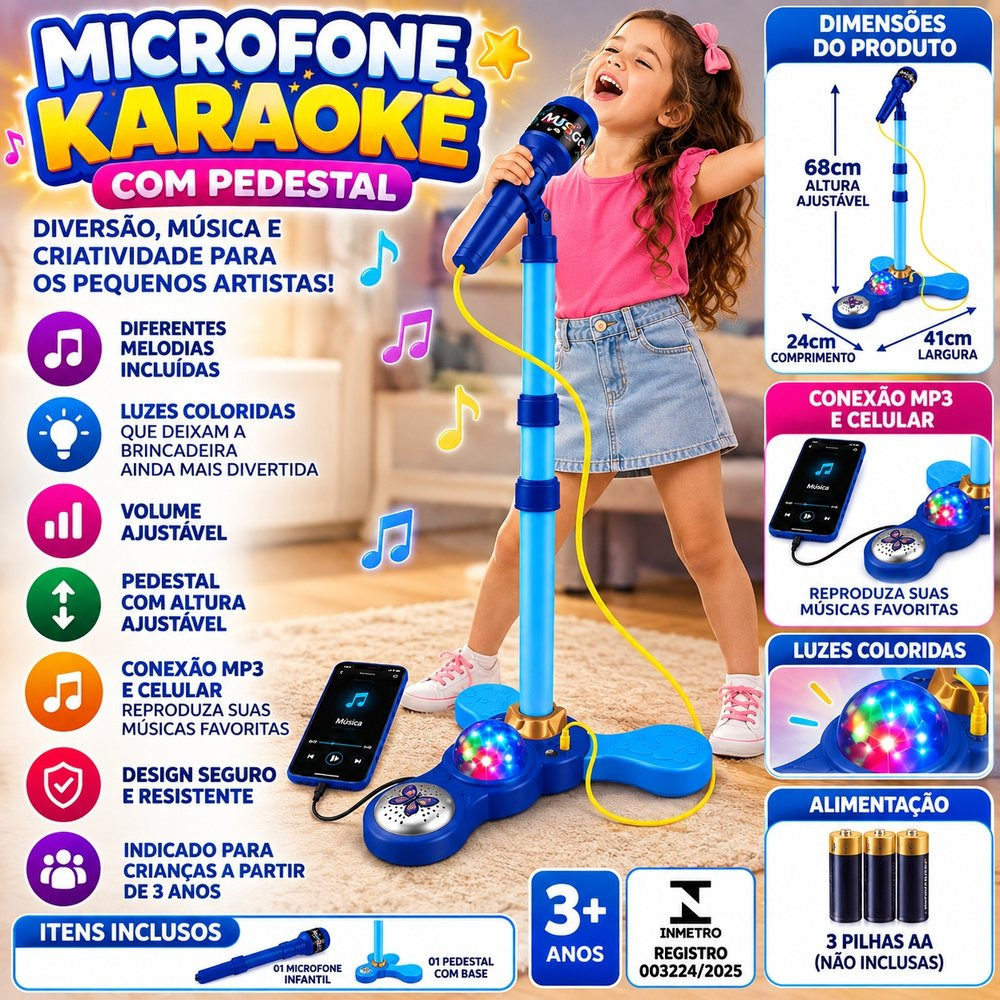 MICROFONE
KARAOKÊ
COM PEDESTAL
DIVERSÃO, MÚSICA E
CRIATIVIDADE PARA
OS PEQUENOS ARTISTAS!
DIFERENTES
MELODIAS
INCLUÍDAS
LUZES COLORIDAS
QUE DEIXAM A
BRINCADEIRA
AINDA MAIS DIVERTIDA
VOLUME
AJUSTÁVEL
PEDESTAL
COM ALTURA
AJUSTÁVEL
CONEXÃO MP3
E CELULAR
REPRODUZA SUAS
MÚSICAS FAVORITAS
DESIGN SEGURO
E RESISTENTE
INDICADO PARA
CRIANÇAS A PARTIR
DE 3 ANOS
ITENS INCLUSOS
01 MICROFONE
INFANTIL
01 PEDESTAL
COM BASE
Música
3+
ANOS
INMETRO
REGISTRO
003224/2025
DIMENSÕES
DO PRODUTO
68cm
ALTURA
AJUSTÁVEL
24cm
COMPRIMENTO
41cm
LARGURA
CONEXÃO MP3
E CELULAR
Música
REPRODUZA SUAS
MÚSICAS FAVORITAS
LUZES COLORIDAS
ALIMENTAÇÃO
3 PILHAS AA
(NÃO INCLUSAS)